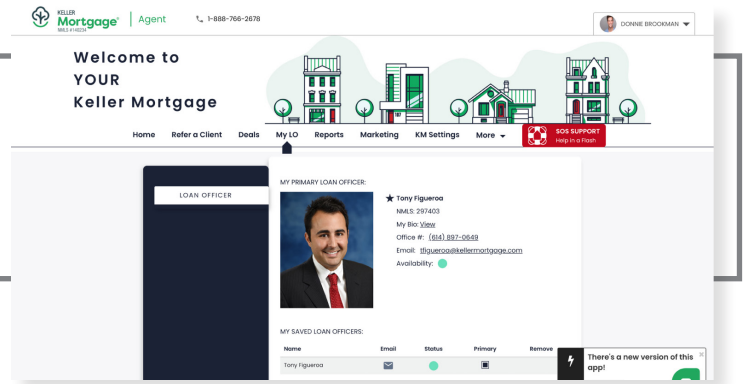 KELLER
Mortgage
NMLS #140234
Agent
1-888-766-2678
DONNIE BROOKMAN
Welcome to
YOUR
Keller Mortgage
167
Home Refer a Client Deals My LO Reports Marketing KM Settings More
SOS SUPPORT
Help in a Flash
LOAN OFFICER
MY PRIMARY LOAN OFFICER:
Tony Figueroa
NMLS: 297403
My Bio: View
Office #: (614) 897-0649
Email: tfigueroa@kellermortgage.com
Availability:
MY SAVED LOAN OFFICERS:
Name Email Status Primary Remove
Tony Figueroa
There's a new version of this
app!